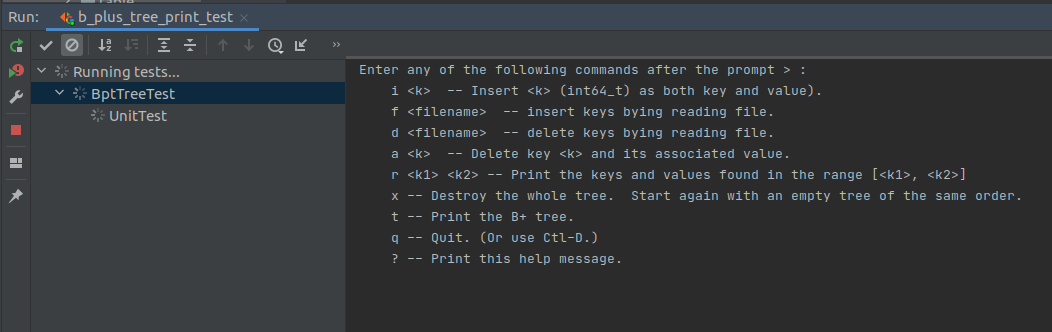 Run: b_plus_tree_print_test ×
Running tests...
BptTreeTest
UnitTest
Enter any of the following commands after the prompt > :
i <k>  -- Insert <k> (int64_t) as both key and value).
f <filename>  -- insert keys bying reading file.
d <filename>  -- delete keys bying reading file.
a <k>  -- Delete key <k> and its associated value.
r <k1> <k2> -- Print the keys and values found in the range [<k1>, <k2>]
x -- Destroy the whole tree.  Start again with an empty tree of the same order.
t -- Print the B+ tree.
q -- Quit. (Or use Ctl-D.)
? -- Print this help message.